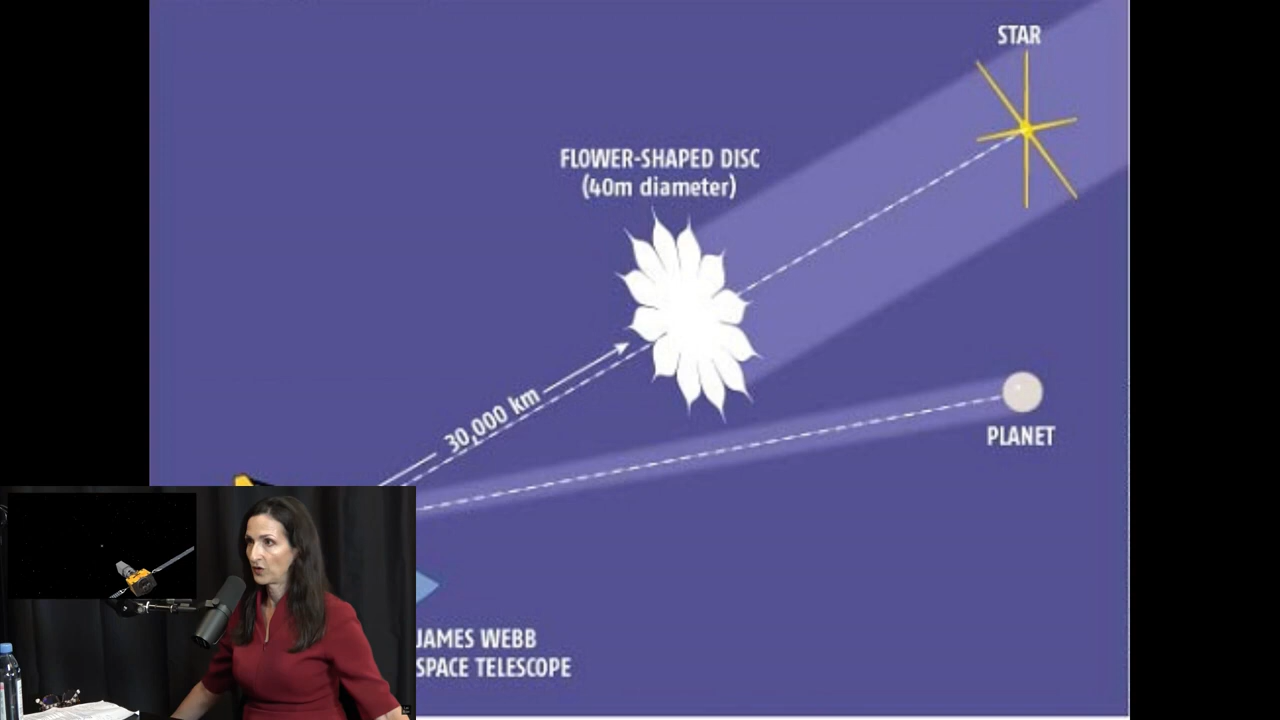 STAR
FLOWER-SHAPED DISC
(40m diameter)
30,000 km
PLANET
JAMES WEBB
SPACE TELESCOPE